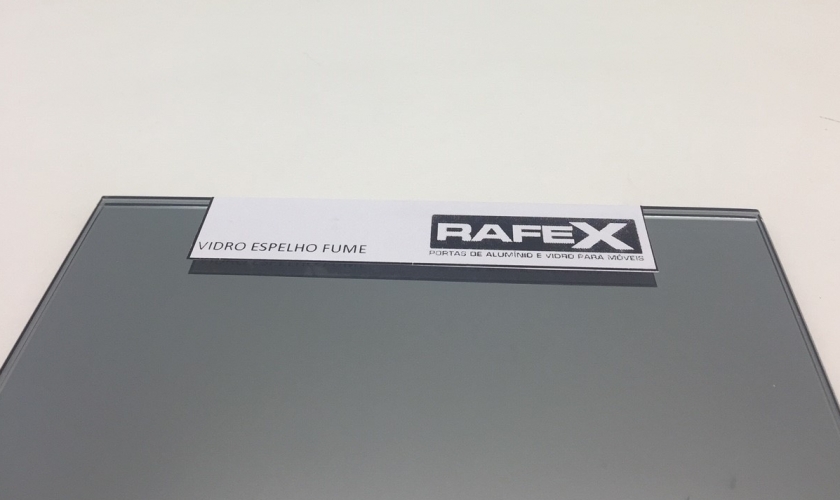 VIDRO ESPELHO FUME
RAFEX
PORTAS DE ALUMÍNIO E VIDRO PARA MÓVEIS